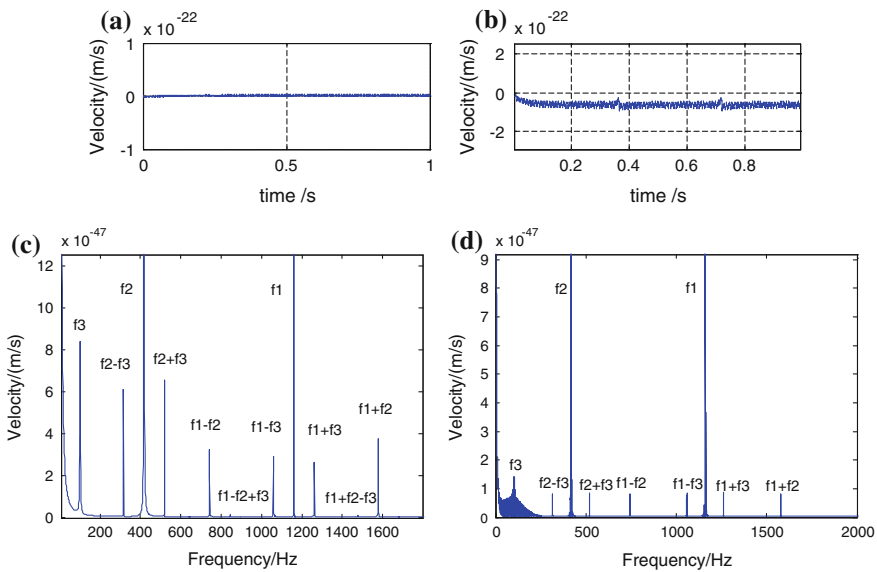 (a)
x 10-22
Velocity/(m/s)
1
0
-1
0
0.5
1
time /s
(b)
x 10-22
Velocity/(m/s)
2
0
-2
0.2
0.4
0.6
0.8
time /s
(c)
x 10-47
Velocity/(m/s)
12
10
8
6
4
2
0
f3
f2-f3
f2
f2+f3
f1-f2
f1-f2+f3
f1-f3
f1
f1+f3
f1+f2-f3
f1+f2
200 400 600 800 1000 1200 1400 1600
Frequency/Hz
(d)
x 10-47
Velocity/(m/s)
9
8
7
6
5
4
3
2
1
0
f3
f2-f3
f2
f2+f3
f1-f2
f1-f3
f1
f1+f3
f1+f2
0 500 1000 1500 2000
Frequency/Hz